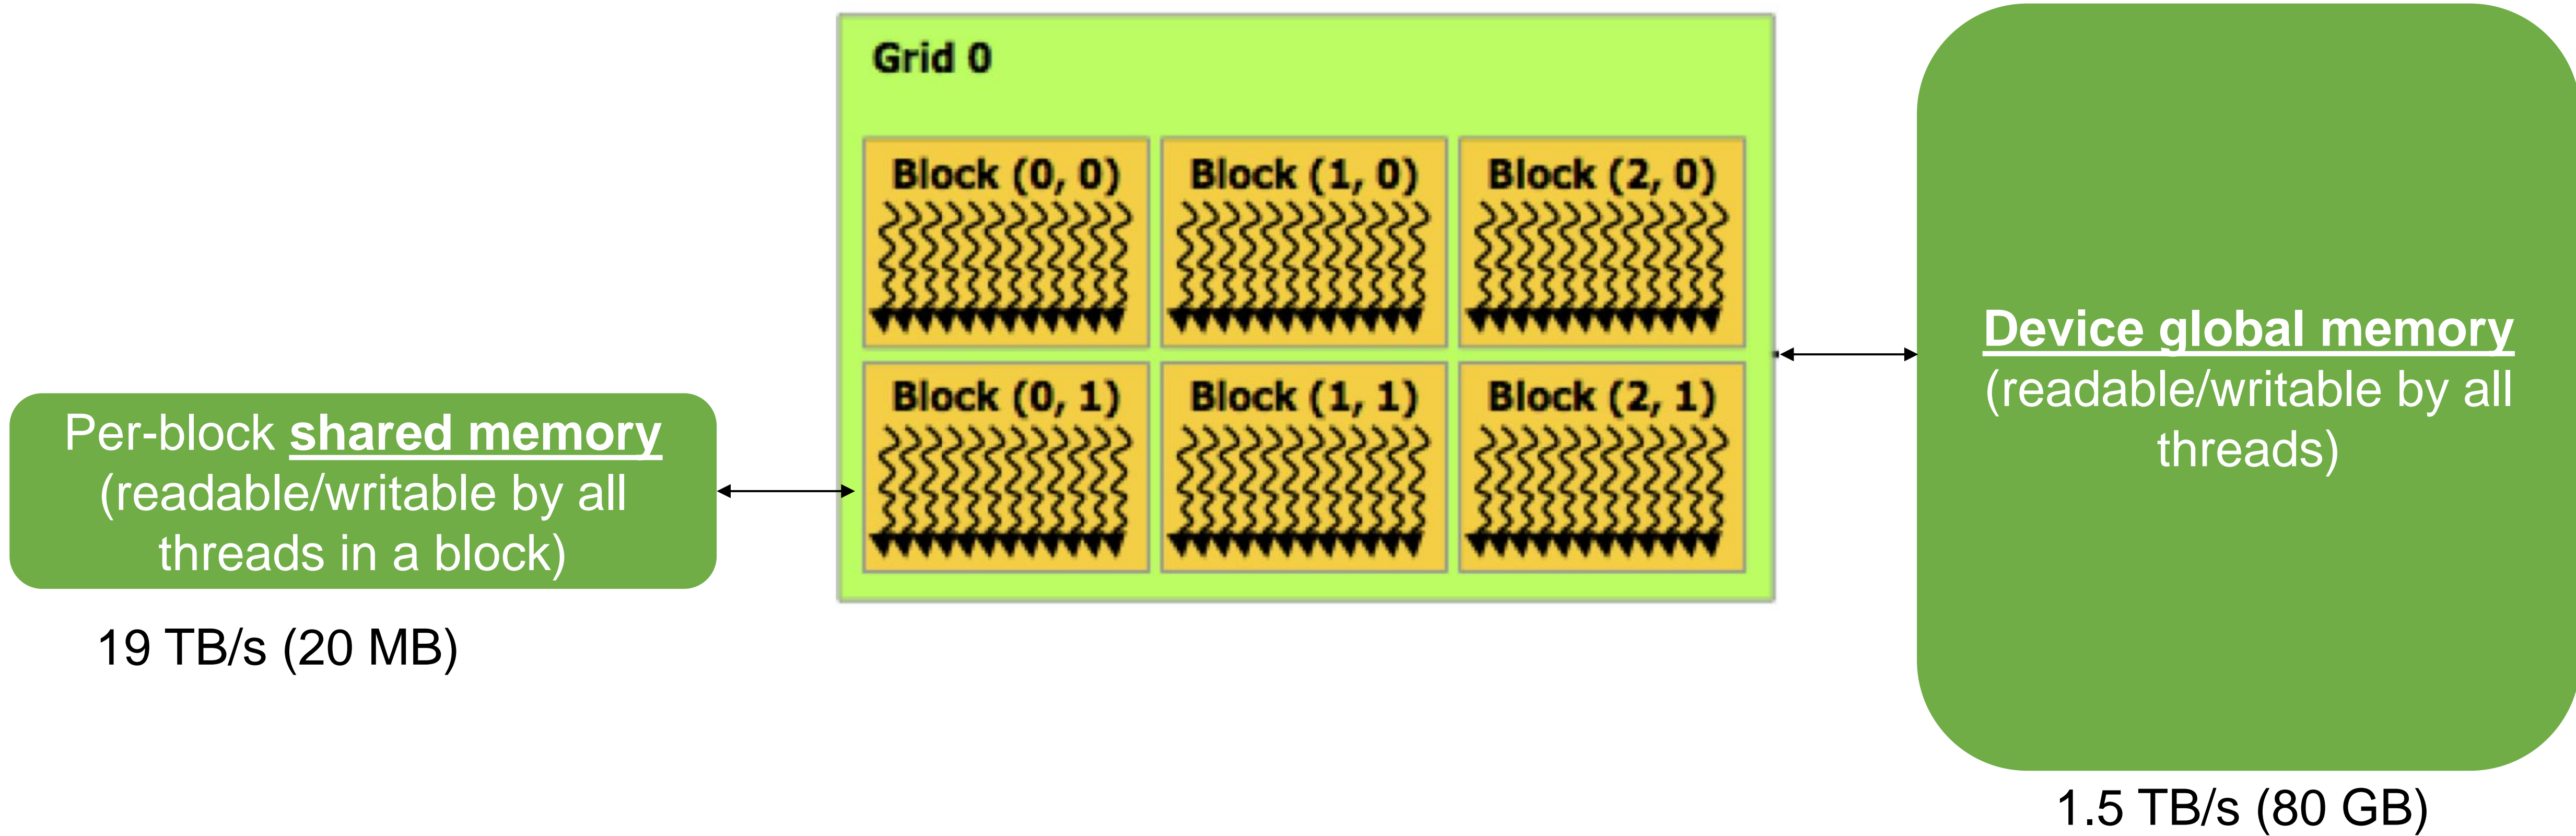 Grid 0
Block (0, 0)
Block (1, 0)
Block (2, 0)
Block (0, 1)
Block (1, 1)
Block (2, 1)
Per-block shared memory
(readable/writable by all
threads in a block)
19 TB/s (20 MB)
Device global memory
(readable/writable by all
threads)
1.5 TB/s (80 GB)